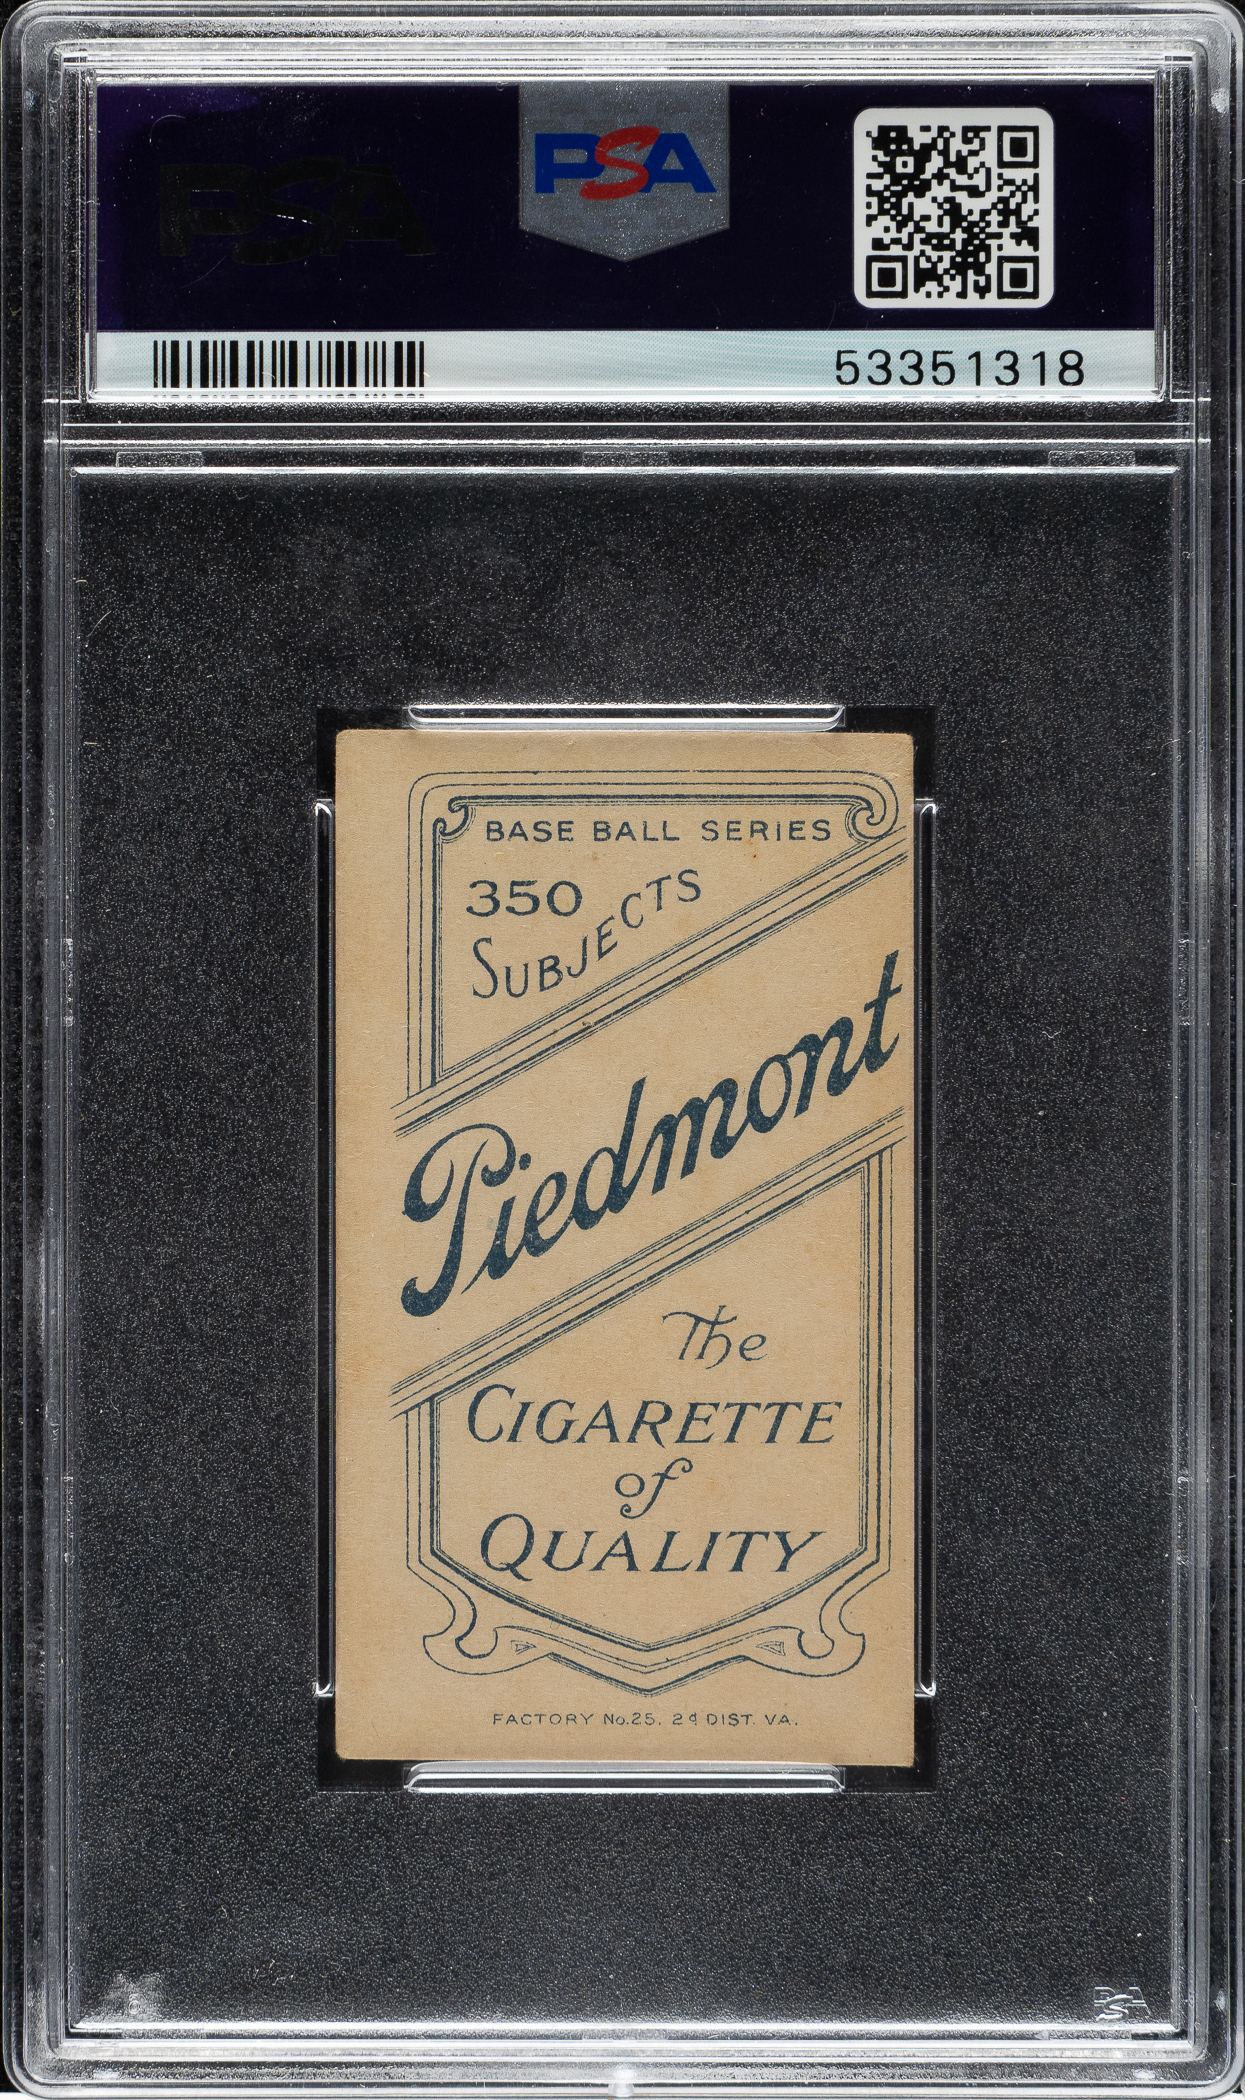 PSA
PSA
53351318
BASE BALL SERIES
350
SUBJECTS
Piedmont
The
CIGARETTE
of
QUALITY
FACTORY No.25. 2d DIST. VA.
PSA